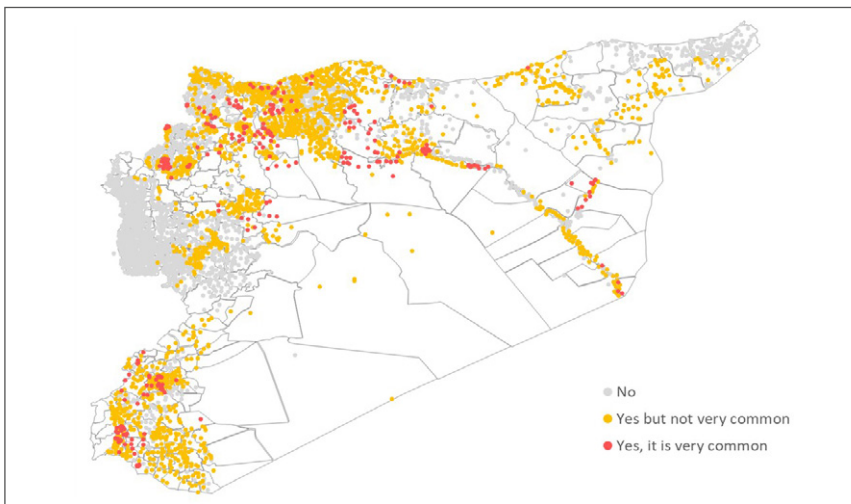 No
Yes but not very common
Yes, it is very common